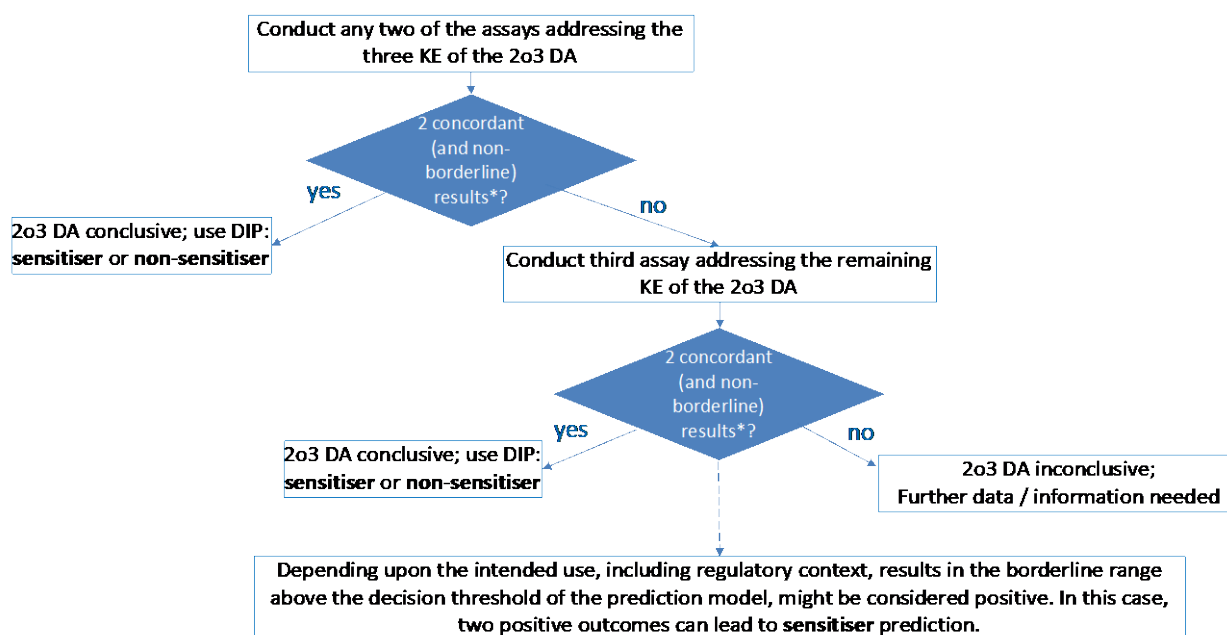 Conduct any two of the assays addressing the
three KE of the 2o3 DA
2 concordant
(and non-
borderline)
results*?
yes
no
2o3 DA conclusive; use DIP:
sensitiser or non-sensitiser
Conduct third assay addressing the remaining
KE of the 2o3 DA
2 concordant
(and non-
borderline)
results*?
yes
no
2o3 DA conclusive; use DIP:
sensitiser or non-sensitiser
2o3 DA inconclusive;
Further data / information needed
Depending upon the intended use, including regulatory context, results in the borderline range
above the decision threshold of the prediction model, might be considered positive. In this case,
two positive outcomes can lead to sensitiser prediction.